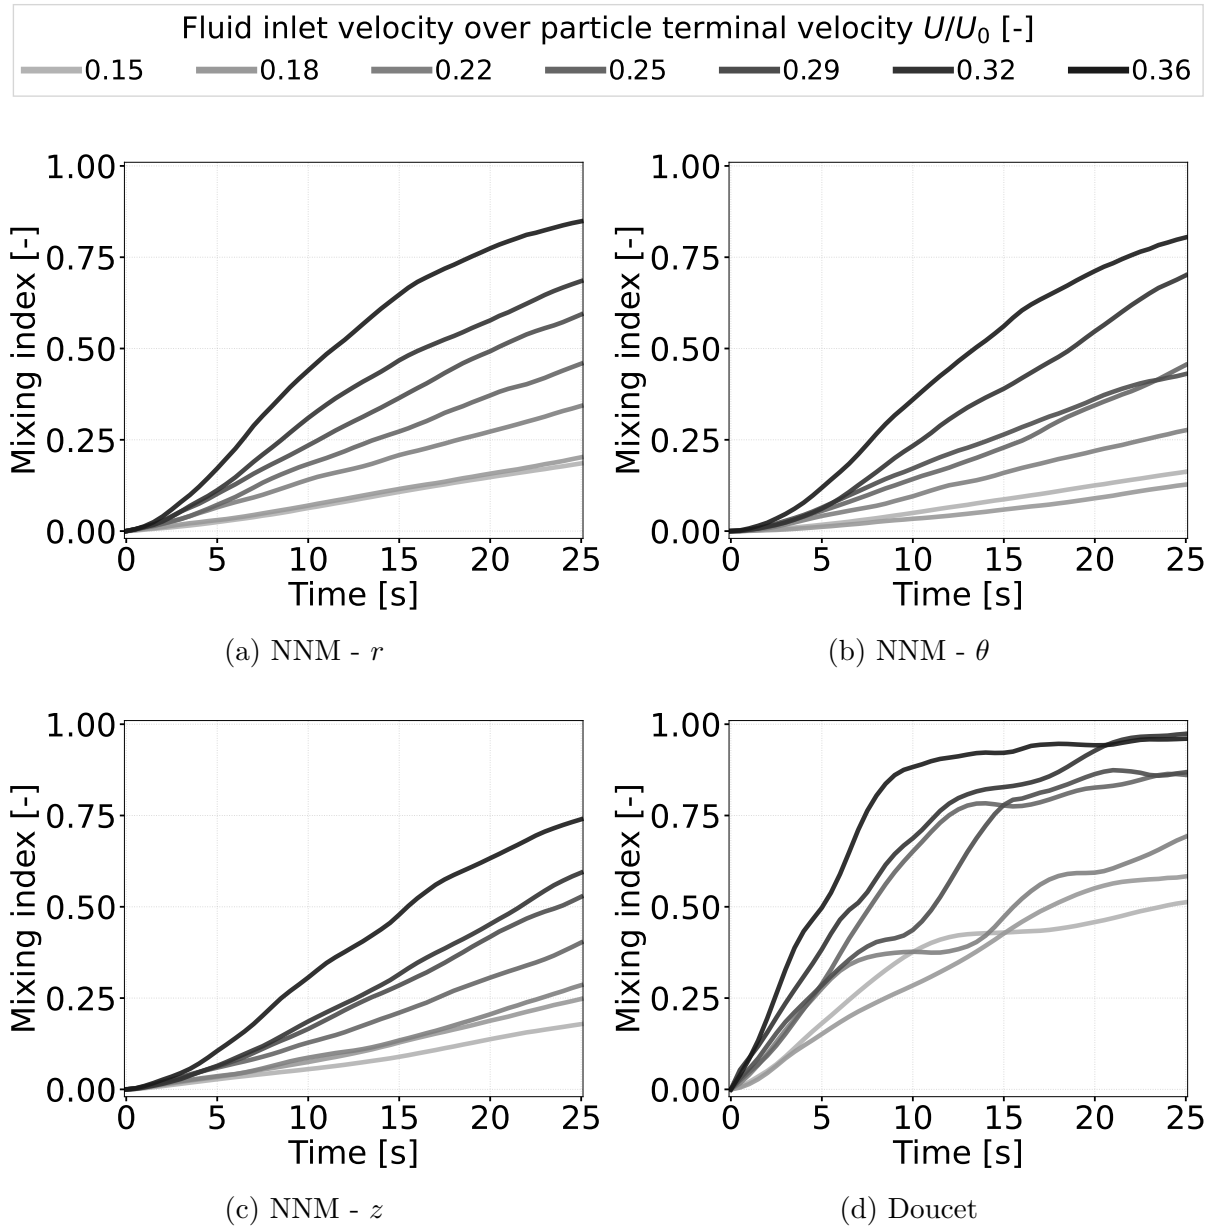 Fluid inlet velocity over particle terminal velocity U/U₀ [-]
0.15 0.18 0.22 0.25 0.29 0.32 0.36
1.00
0.75
0.50
0.25
0.00
Mixing index [-]
0 5 10 15 20 25
Time [s]
(a) NNM - r
1.00
0.75
0.50
0.25
0.00
Mixing index [-]
0 5 10 15 20 25
Time [s]
(b) NNM - θ
1.00
0.75
0.50
0.25
0.00
Mixing index [-]
0 5 10 15 20 25
Time [s]
(c) NNM - z
1.00
0.75
0.50
0.25
0.00
Mixing index [-]
0 5 10 15 20 25
Time [s]
(d) Doucet